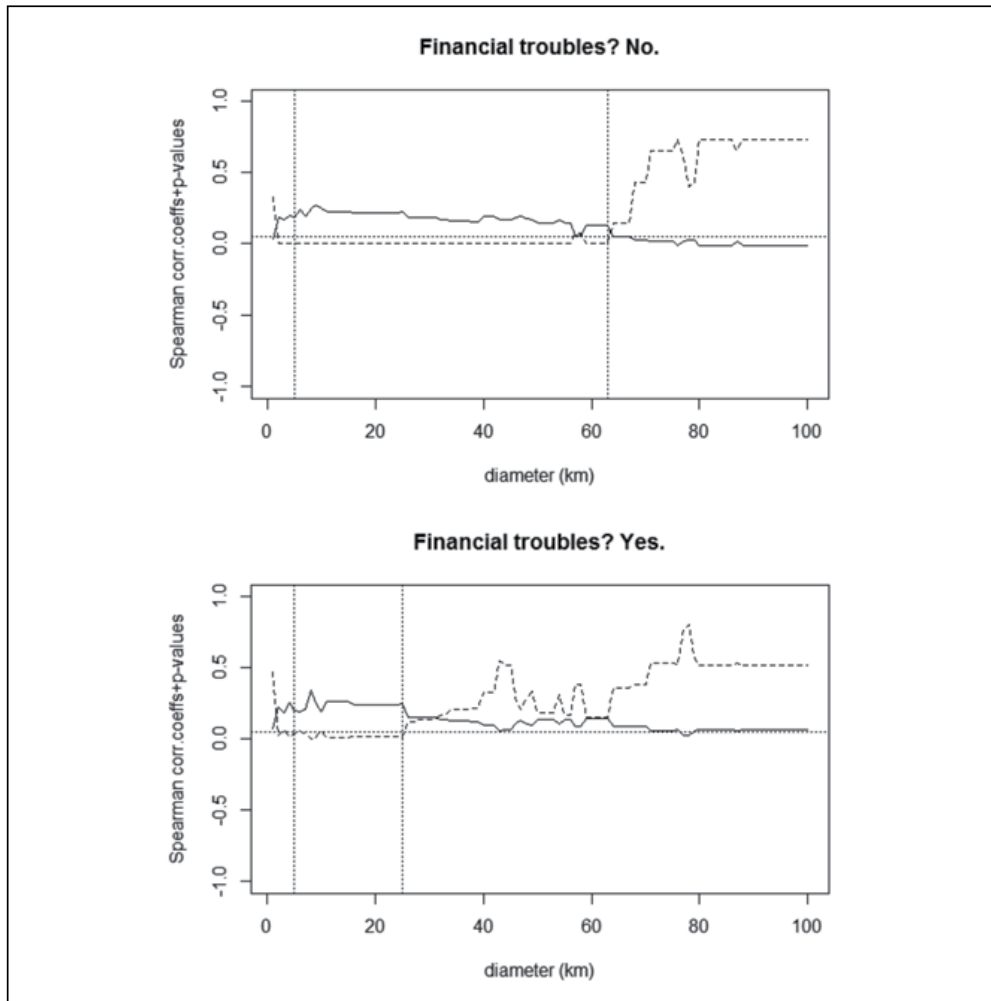 Financial troubles? No.
Spearman corr.coeffs+p-values
1.0
0.5
0.0
-0.5
-1.0
0 20 40 60 80 100
diameter (km)
Financial troubles? Yes.
Spearman corr.coeffs+p-values
1.0
0.5
0.0
-0.5
-1.0
0 20 40 60 80 100
diameter (km)